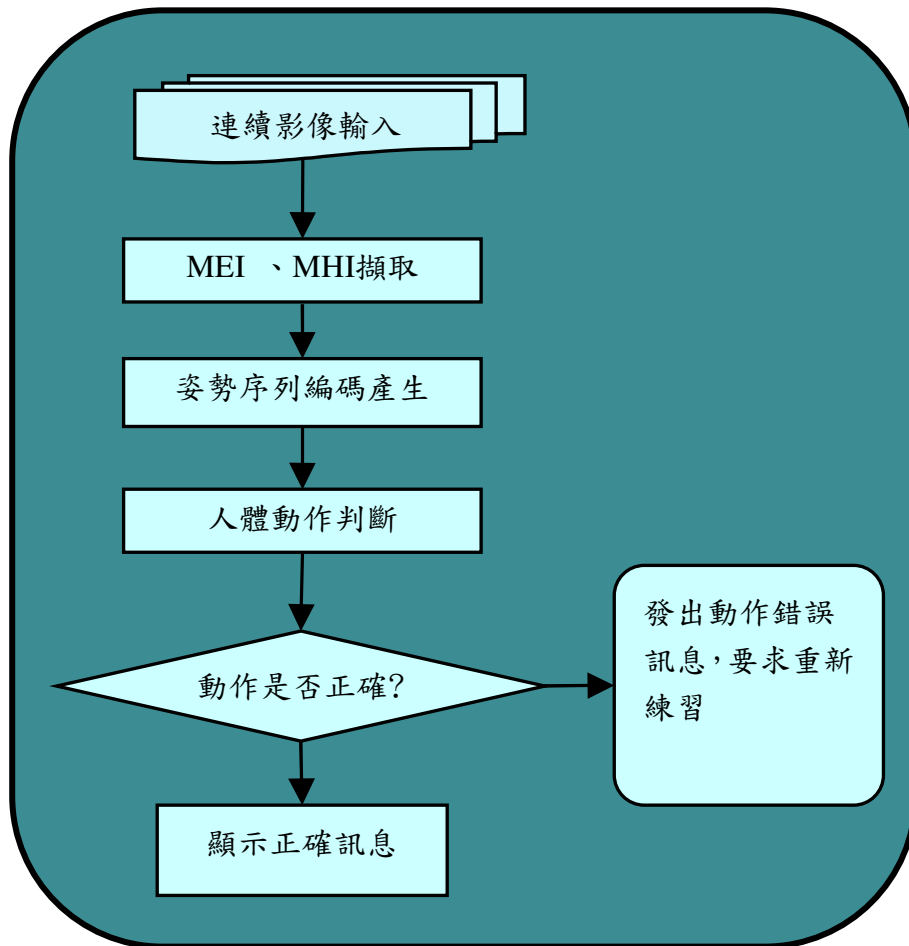 連續影像輸入
MEI 、MHI擷取
姿勢序列編碼產生
人體動作判斷
動作是否正確?
發出動作錯誤
訊息，要求重新
練習
顯示正確訊息